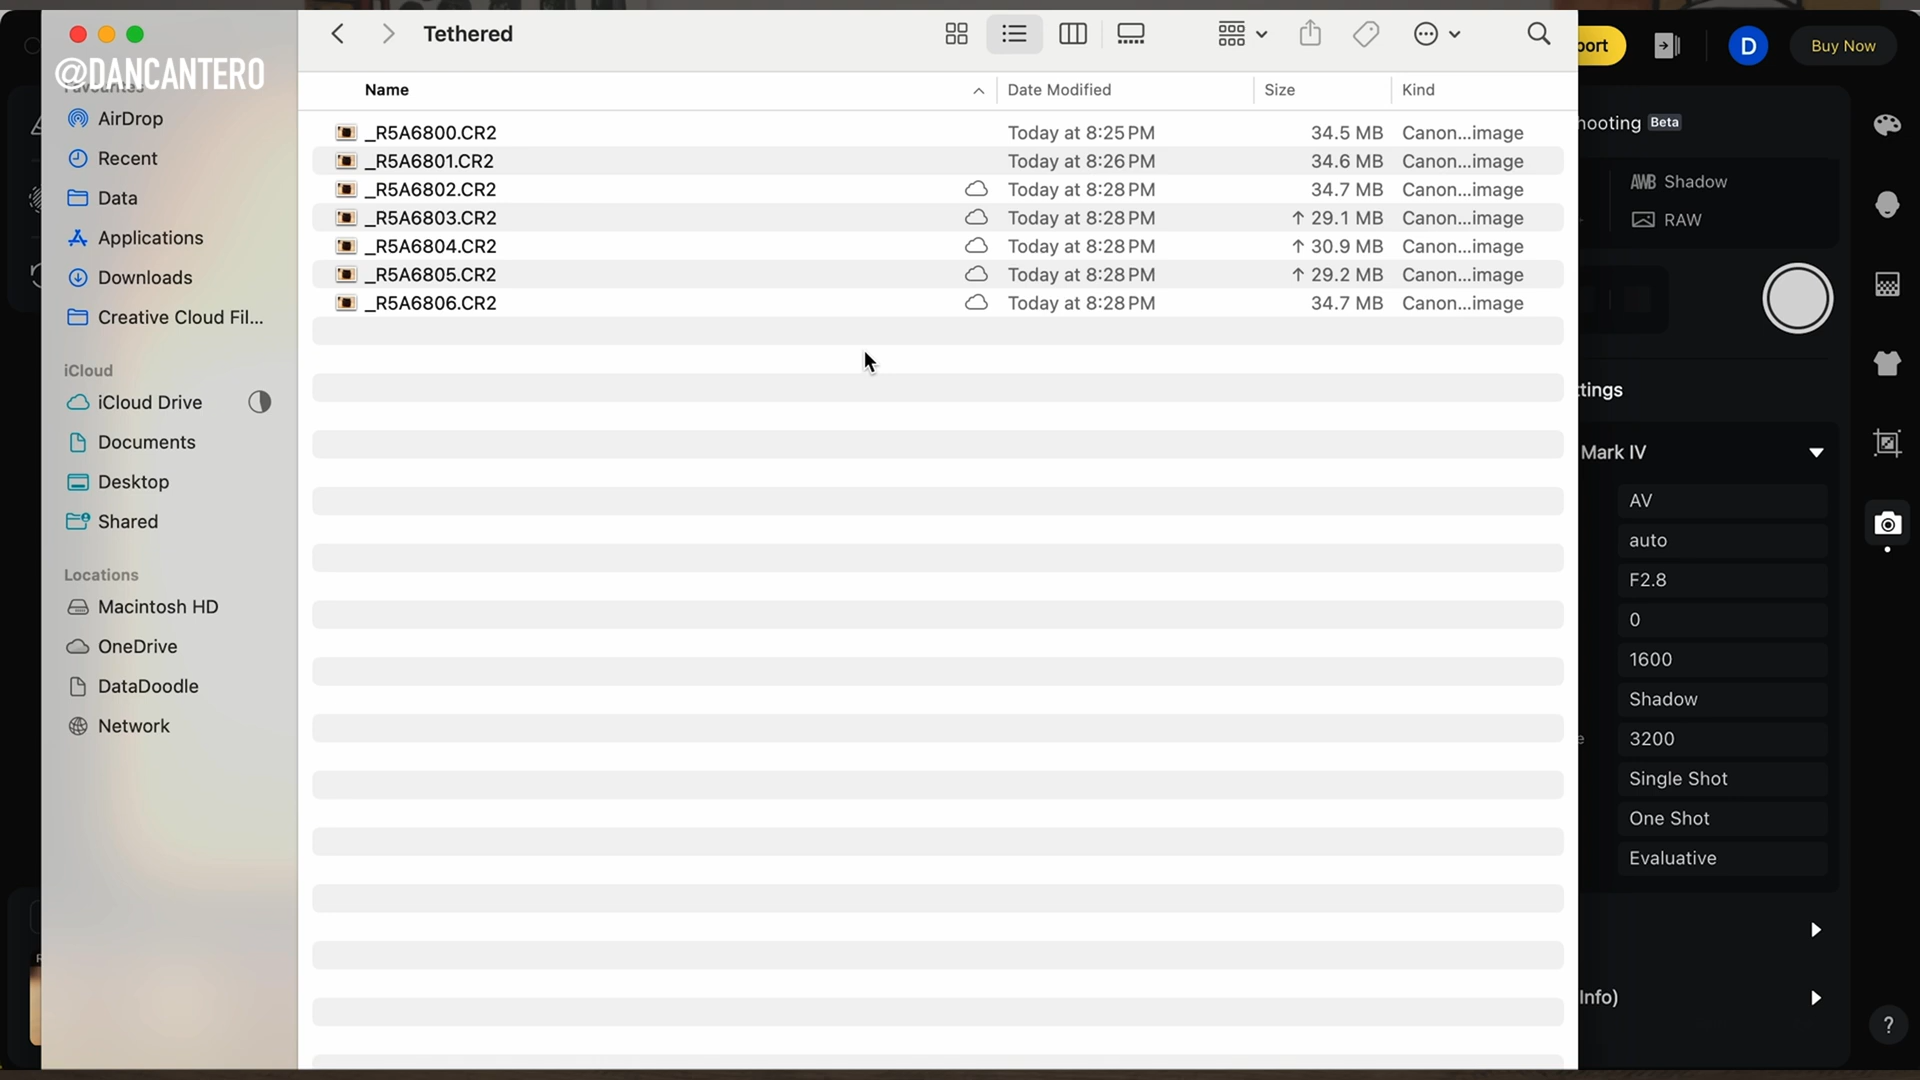 Tethered
port
D
Buy Now
@DANCANTERO
Favourites
AirDrop
Recent
Data
Applications
Downloads
Creative Cloud Fil...
iCloud
iCloud Drive
Documents
Desktop
Shared
Locations
Macintosh HD
OneDrive
DataDoodle
Network
Name Date Modified Size Kind
_R5A6800.CR2 Today at 8:25 PM 34.5 MB Canon...image
_R5A6801.CR2 Today at 8:26 PM 34.6 MB Canon...image
_R5A6802.CR2 Today at 8:28 PM 34.7 MB Canon...image
_R5A6803.CR2 Today at 8:28 PM ↑ 29.1 MB Canon...image
_R5A6804.CR2 Today at 8:28 PM ↑ 30.9 MB Canon...image
_R5A6805.CR2 Today at 8:28 PM ↑ 29.2 MB Canon...image
_R5A6806.CR2 Today at 8:28 PM 34.7 MB Canon...image
hooting Beta
AWB Shadow
RAW
ttings
Mark IV
AV
auto
F2.8
0
1600
Shadow
e 3200
Single Shot
One Shot
Evaluative
Info)
?